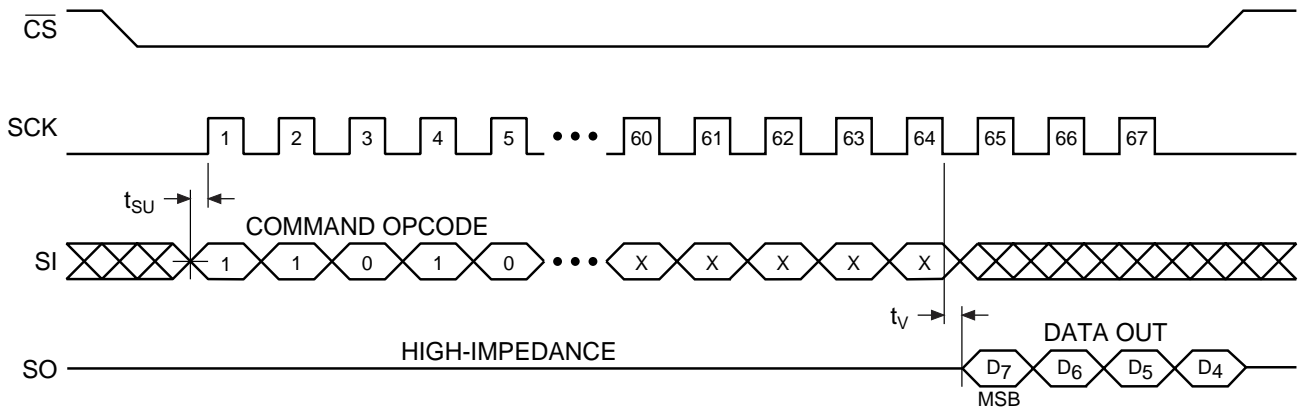 CS
SCK 1 2 3 4 5 ••• 60 61 62 63 64 65 66 67
tSU
COMMAND OPCODE
SI 1 1 0 1 0 ••• X X X X X
tV
DATA OUT
HIGH-IMPEDANCE
SO D7 D6 D5 D4
MSB